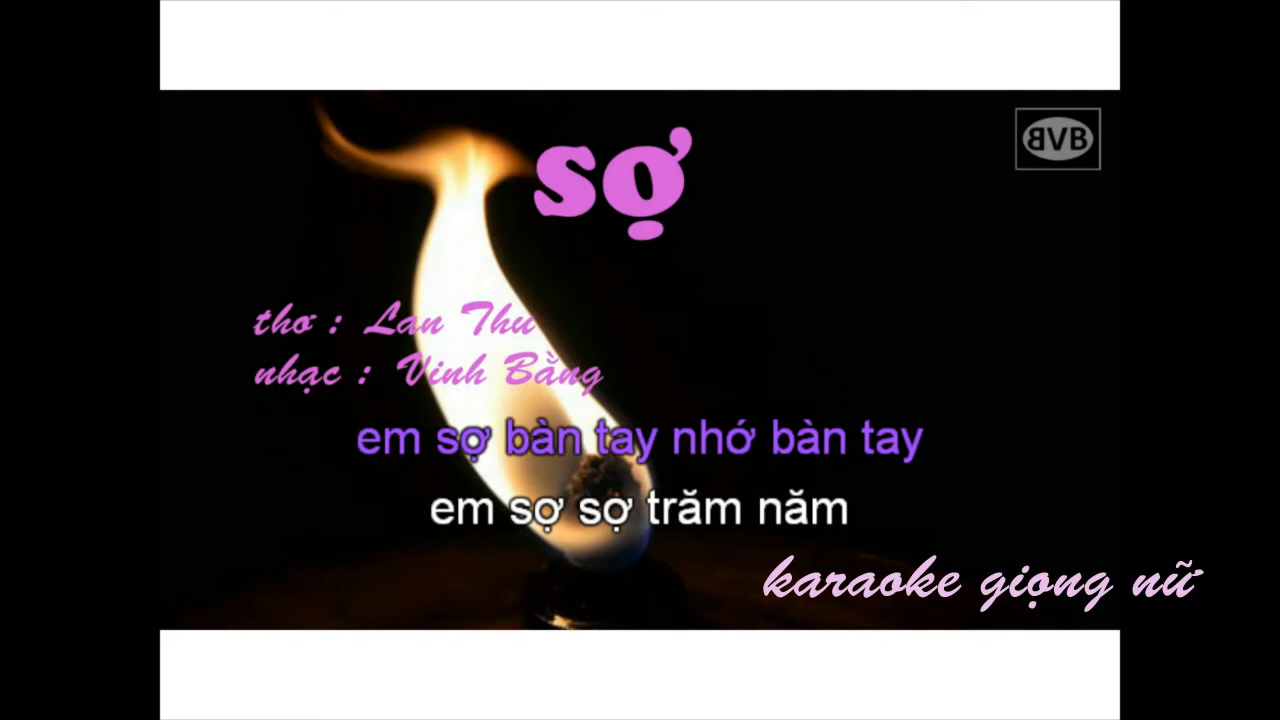 sợ
BVB
thơ : Lan Thư
nhạc : Vinh Bằng
em sợ bàn tay nhớ bàn tay
em sợ sợ trăm năm
karaoke giọng nữ